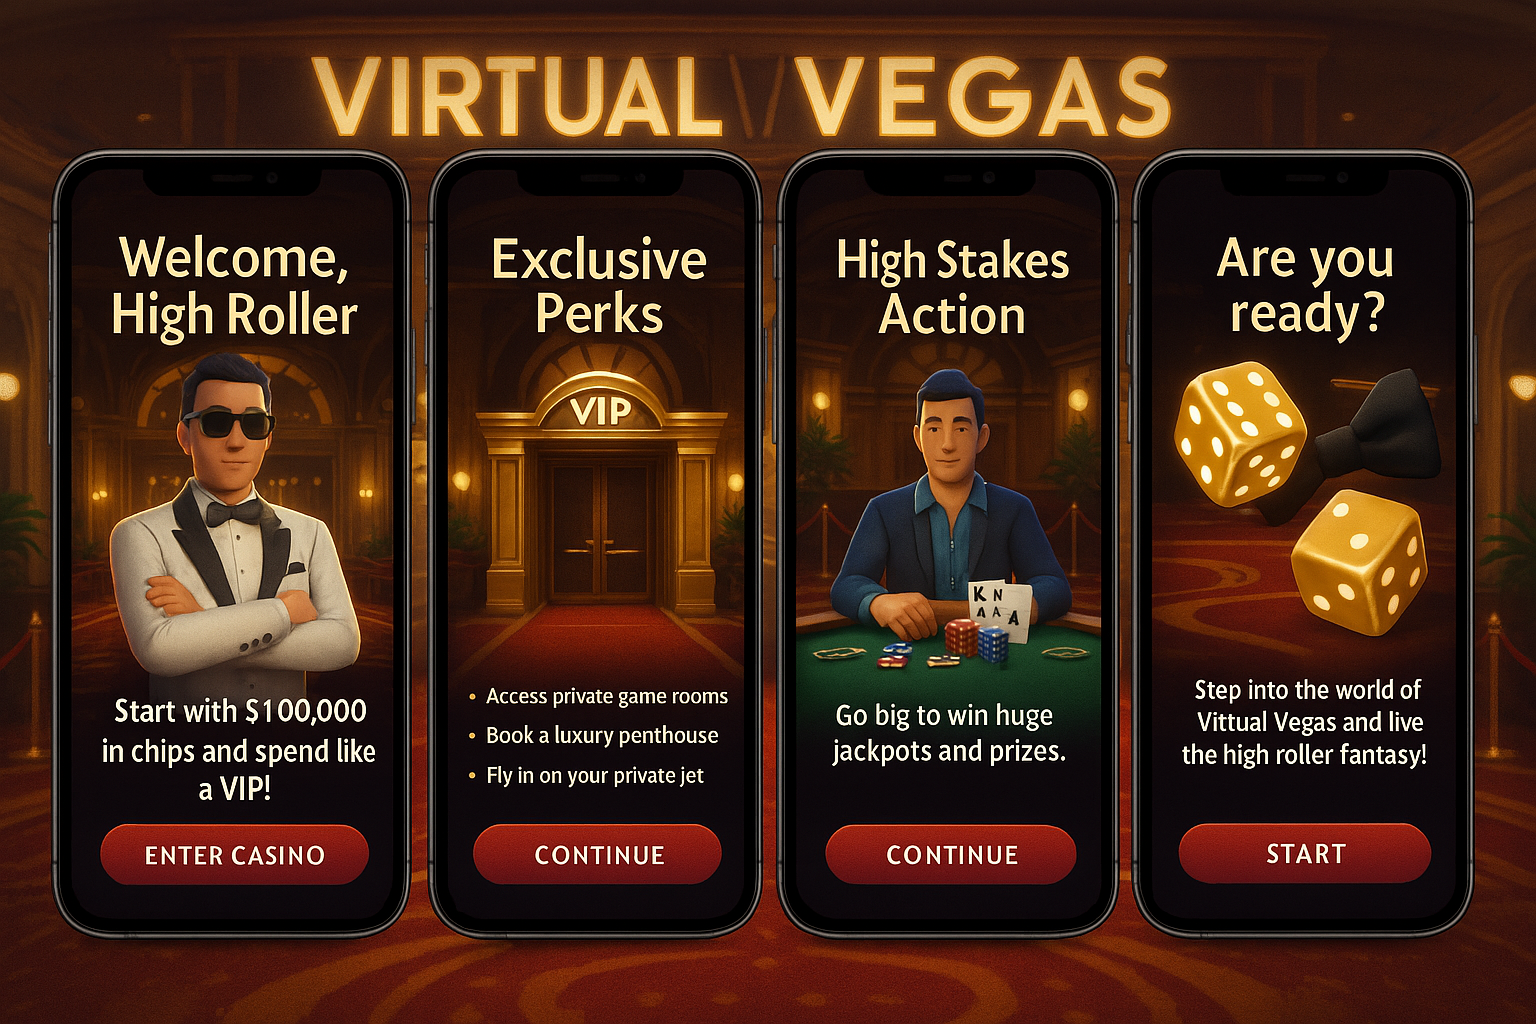 VIRTUAL VEGAS
Welcome,
High Roller
Start with $100,000
in chips and spend like
a VIP!
ENTER CASINO
Exclusive
Perks
VIP
• Access private game rooms
• Book a luxury penthouse
• Fly in on your private jet
CONTINUE
High Stakes
Action
K N
A A A
Go big to win huge
jackpots and prizes.
CONTINUE
Are you
ready?
Step into the world of
Vittual Vegas and live
the high roller fantasy!
START